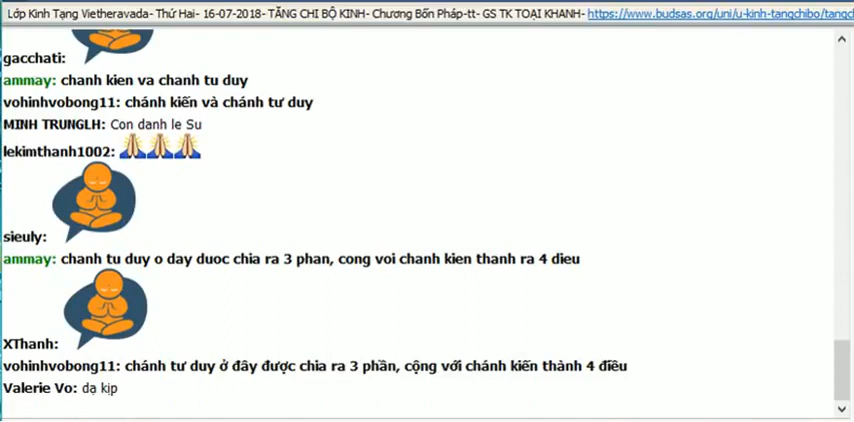 Lớp Kinh Tạng Vietheravada- Thứ Hai- 16-07-2018- TĂNG CHI BỘ KINH- Chương Bốn Pháp-tt- GS TK TOẠI KHANH- https://www.budsas.org/uni/u-kinh-tangchibo/tangc
gacchati:
ammay: chanh kien va chanh tu duy
vohinhvobong11: chánh kiến và chánh tư duy
MINH TRUNGLH: Con danh le Su
lekimthanh1002:
sieuly:
ammay: chanh tu duy o day duoc chia ra 3 phan, cong voi chanh kien thanh ra 4 dieu
XThanh:
vohinhvobong11: chánh tư duy ở đây được chia ra 3 phần, cộng với chánh kiến thành 4 điều
Valerie Vo: dạ kịp